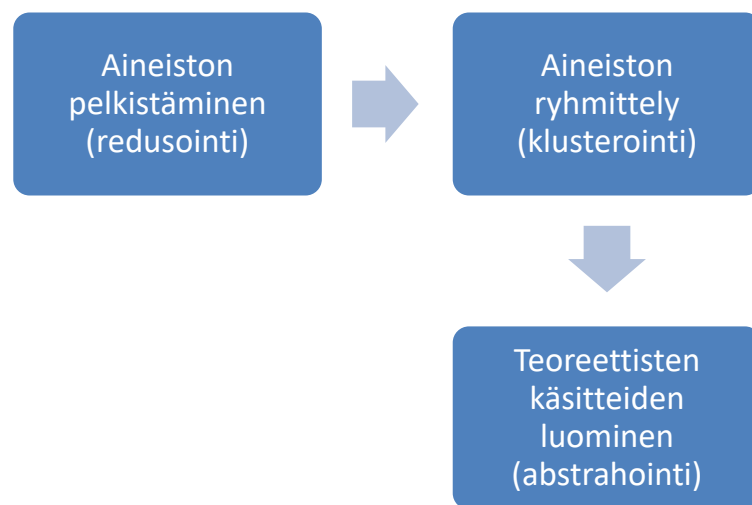 Aineiston
pelkistäminen
(redusointi)
Aineiston
ryhmittely
(klusterointi)
Teoreettisten
käsitteiden
luominen
(abstrahointi)